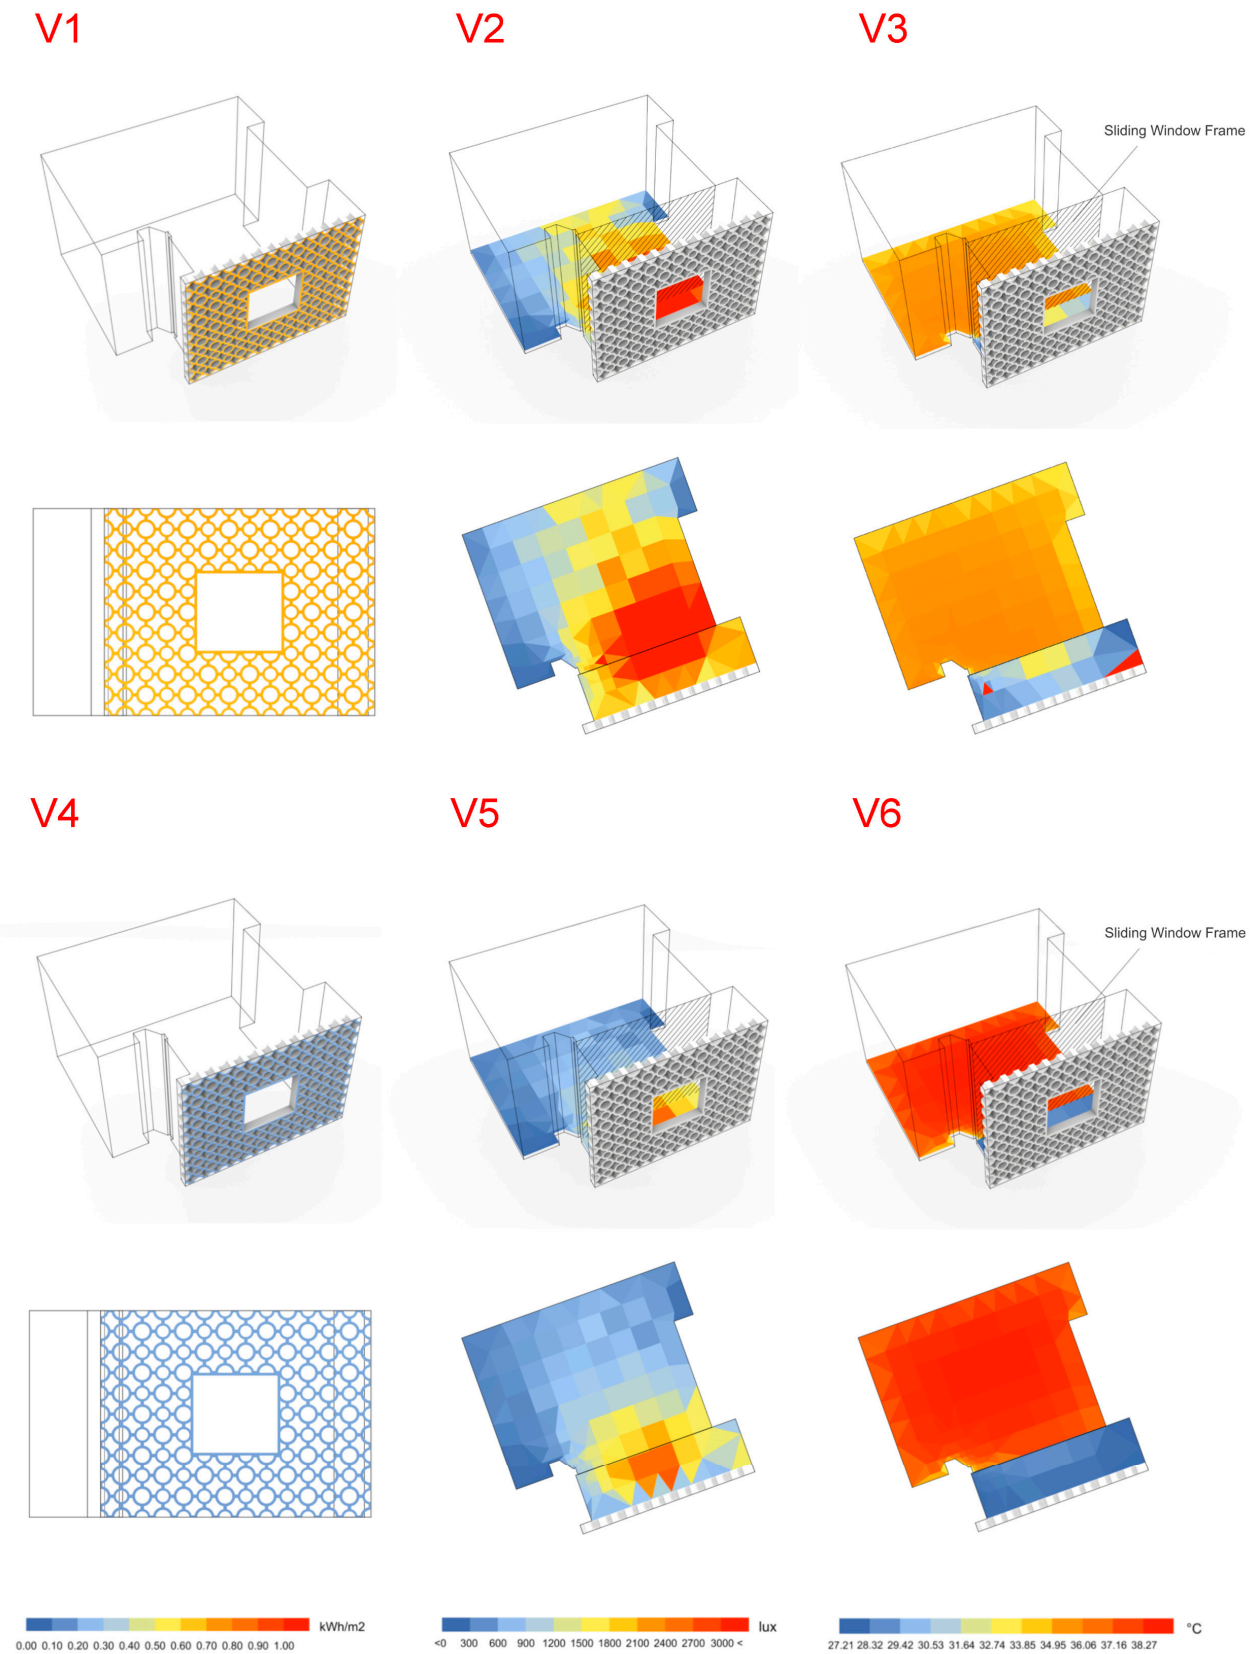 V1 V2 V3
Sliding Window Frame
V4 V5 V6
Sliding Window Frame
kWh/m2
0.00 0.10 0.20 0.30 0.40 0.50 0.60 0.70 0.80 0.90 1.00
lux
<0 300 600 900 1200 1500 1800 2100 2400 2700 3000 <
°C
27.21 28.32 29.42 30.53 31.64 32.74 33.85 34.95 36.06 37.16 38.27